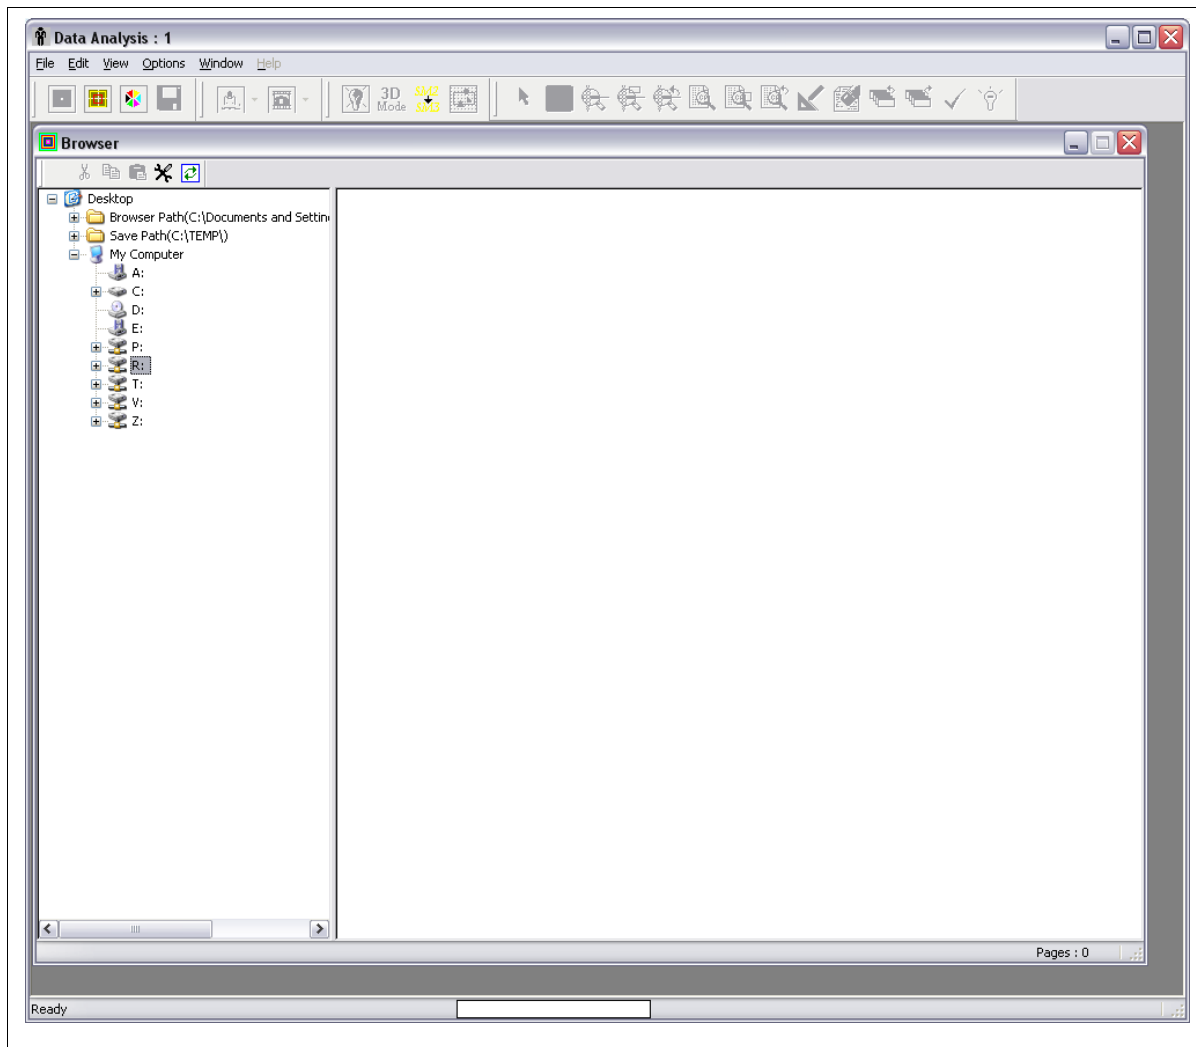 Data Analysis : 1
File Edit View Options Window Help
3D
Mode
Browser
Desktop
Browser Path(C:\Documents and Settin
Save Path(C:\TEMP\)
My Computer
A:
C:
D:
E:
P:
R:
T:
V:
Z:
Pages : 0
Ready